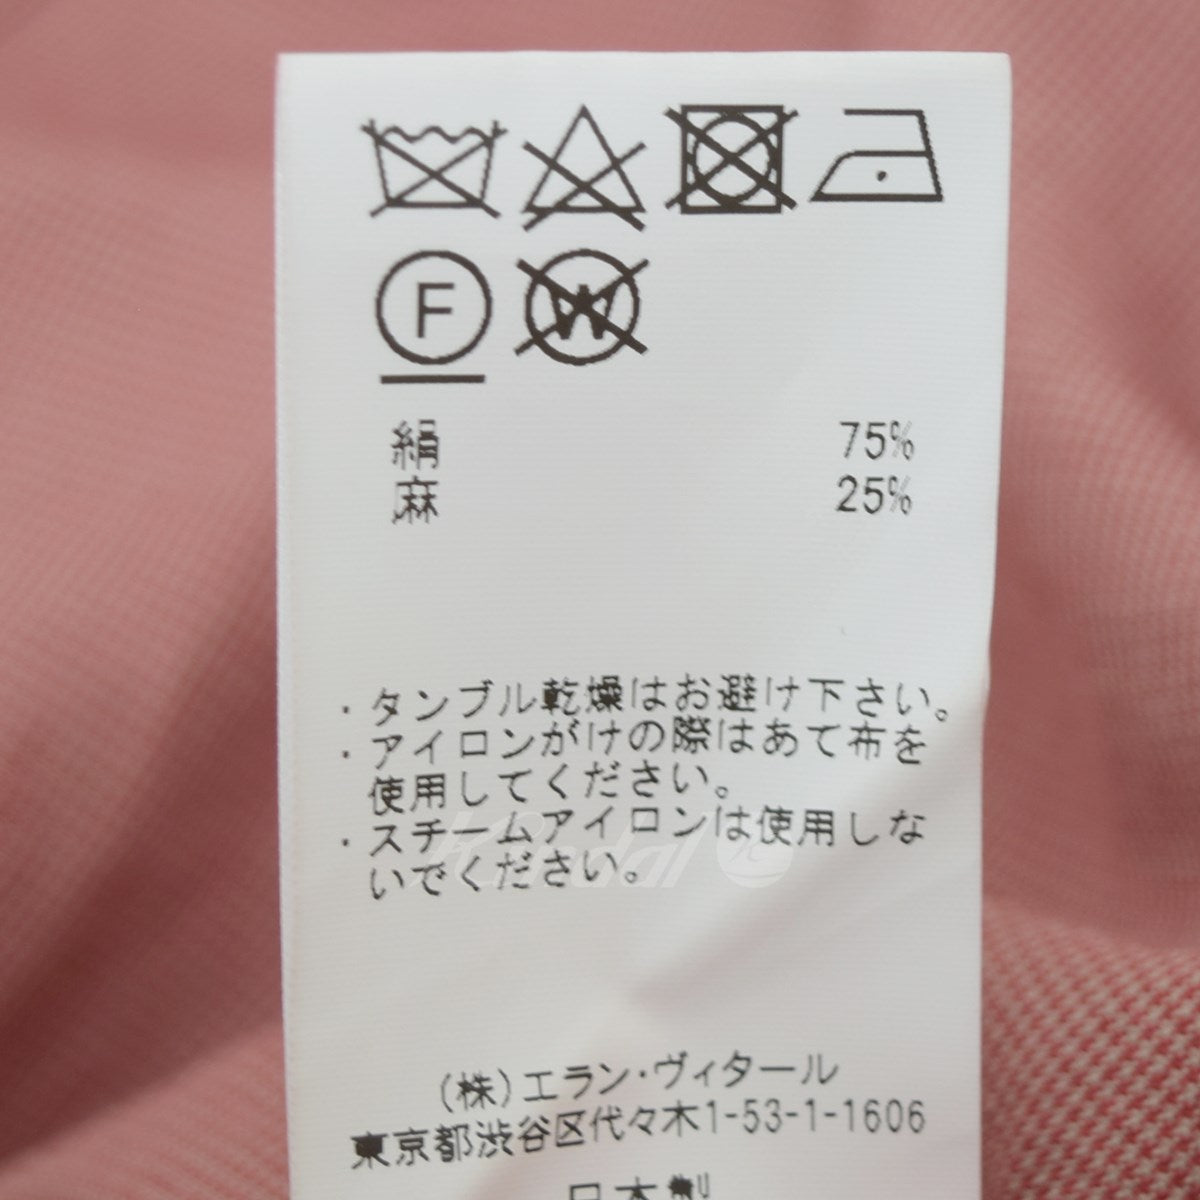 F
W
絹 75%
麻 25%
・タンブル乾燥はお避け下さい。
・アイロンがけの際はあて布を
使用してください。
・スチームアイロンは使用しな
いでください。
Kindal
(株)エラン・ヴィタール
東京都渋谷区代々木1-53-1-1606
日本製